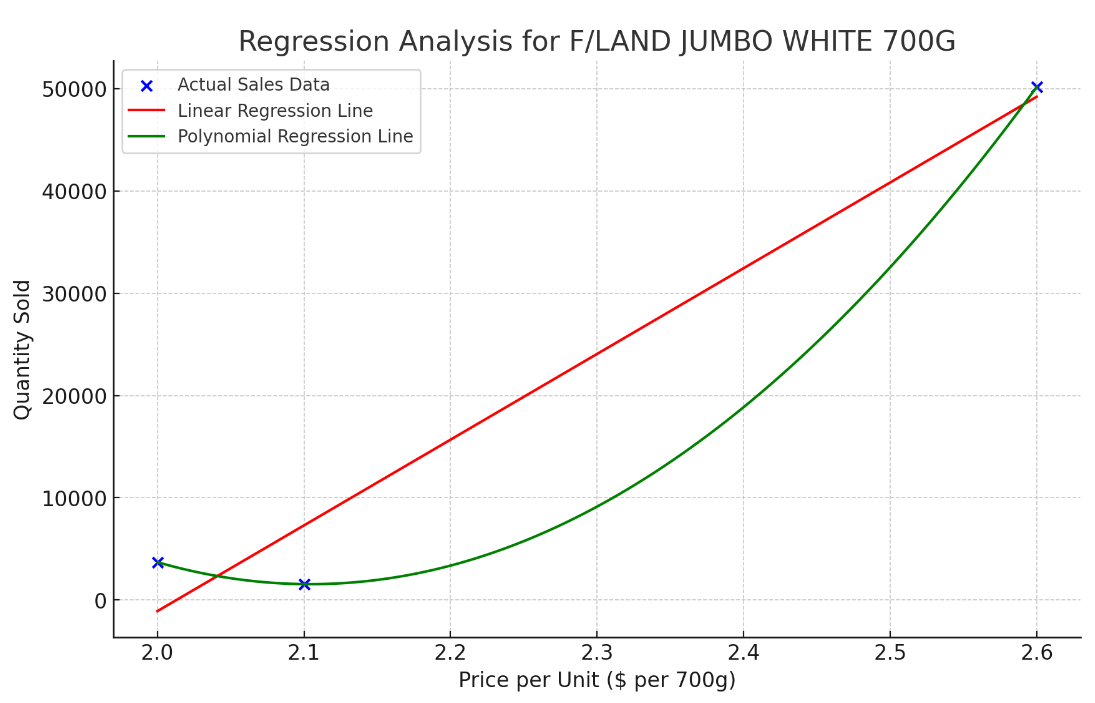 Regression Analysis for F/LAND JUMBO WHITE 700G
Actual Sales Data
Linear Regression Line
Polynomial Regression Line
50000
40000
30000
20000
10000
0
Quantity Sold
2.0 2.1 2.2 2.3 2.4 2.5 2.6
Price per Unit ($ per 700g)